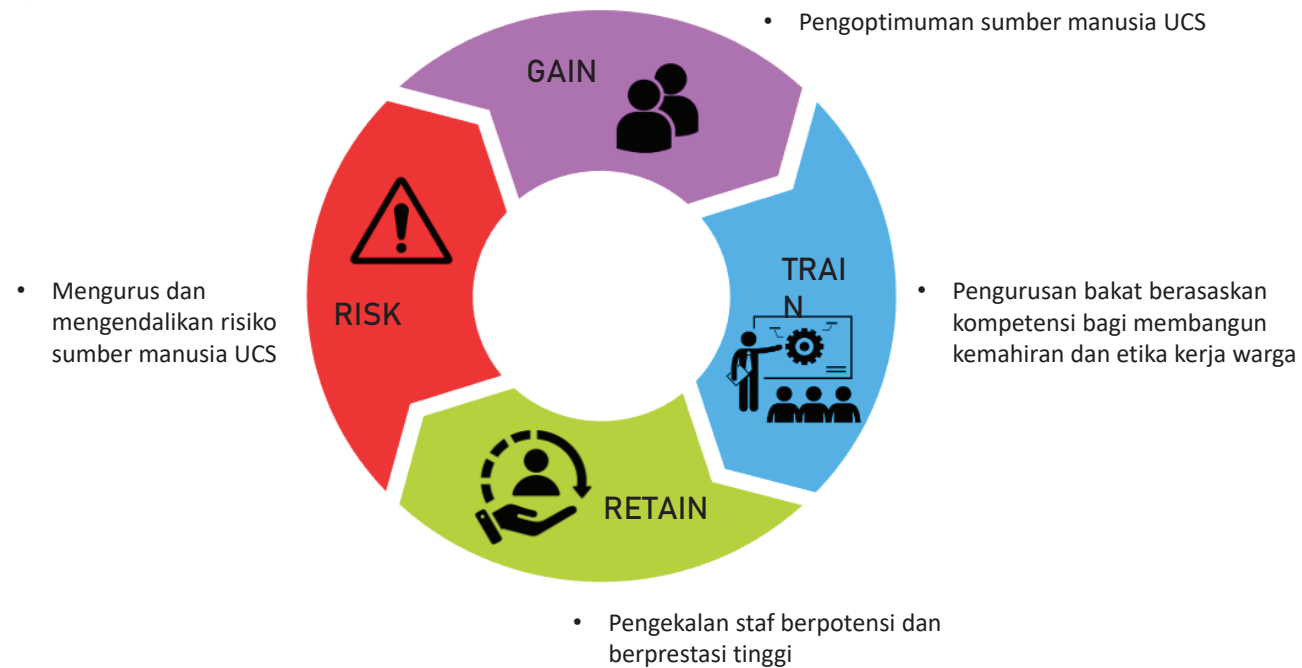 • Pengoptimuman sumber manusia UCS
GAIN
TRAI
N
• Pengurusan bakat berasaskan
kompetensi bagi membangun
kemahiran dan etika kerja warga
RETAIN
• Pengekalan staf berpotensi dan
berprestasi tinggi
RISK
• Mengurus dan
mengendalikan risiko
sumber manusia UCS